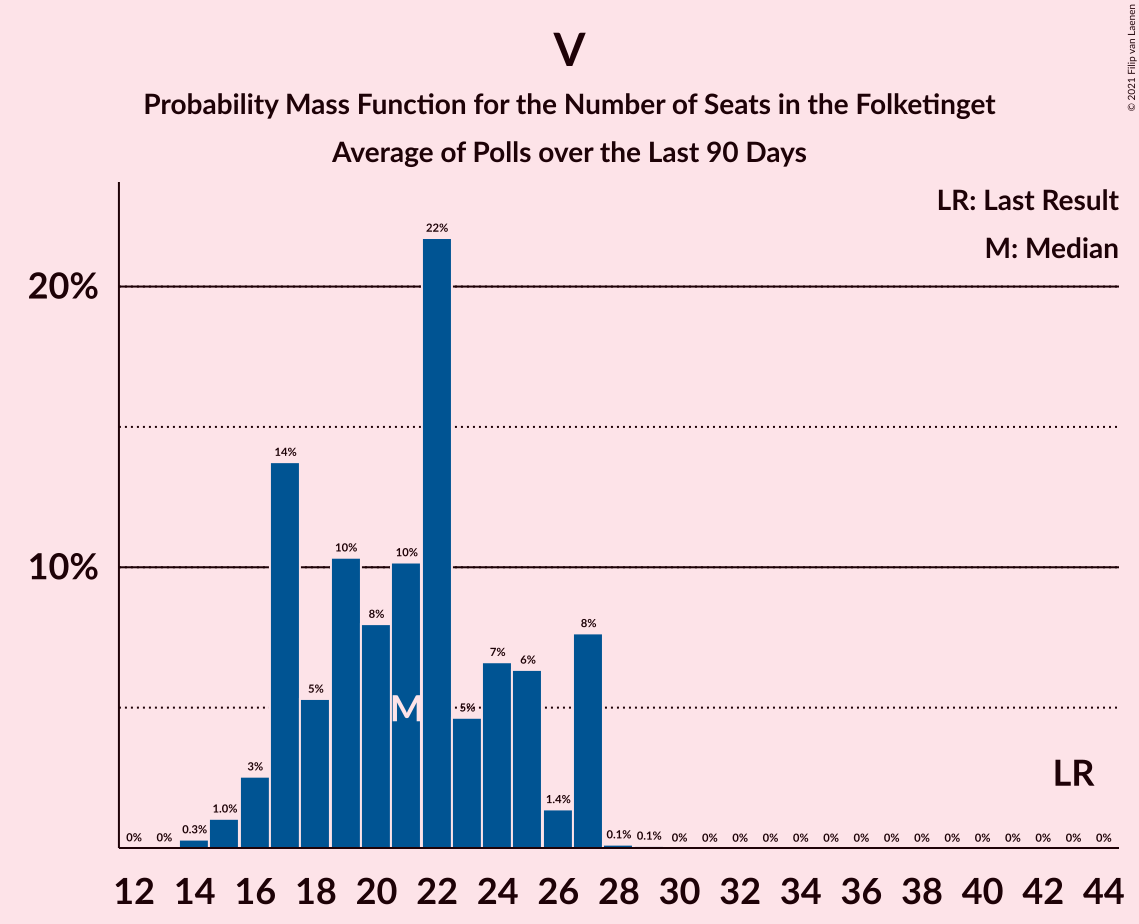 V
Probability Mass Function for the Number of Seats in the Folketinget
Average of Polls over the Last 90 Days
© 2021 Filip van Laenen
LR: Last Result
M: Median
20%
10%
0% 0% 0.3% 1.0% 3% 14% 5% 10% 8% 10% 22% 5% 7% 6% 1.4% 8% 0.1% 0.1% 0% 0% 0% 0% 0% 0% 0% 0% 0% 0% 0% 0% 0% 0% 0%
M
LR
12 14 16 18 20 22 24 26 28 30 32 34 36 38 40 42 44